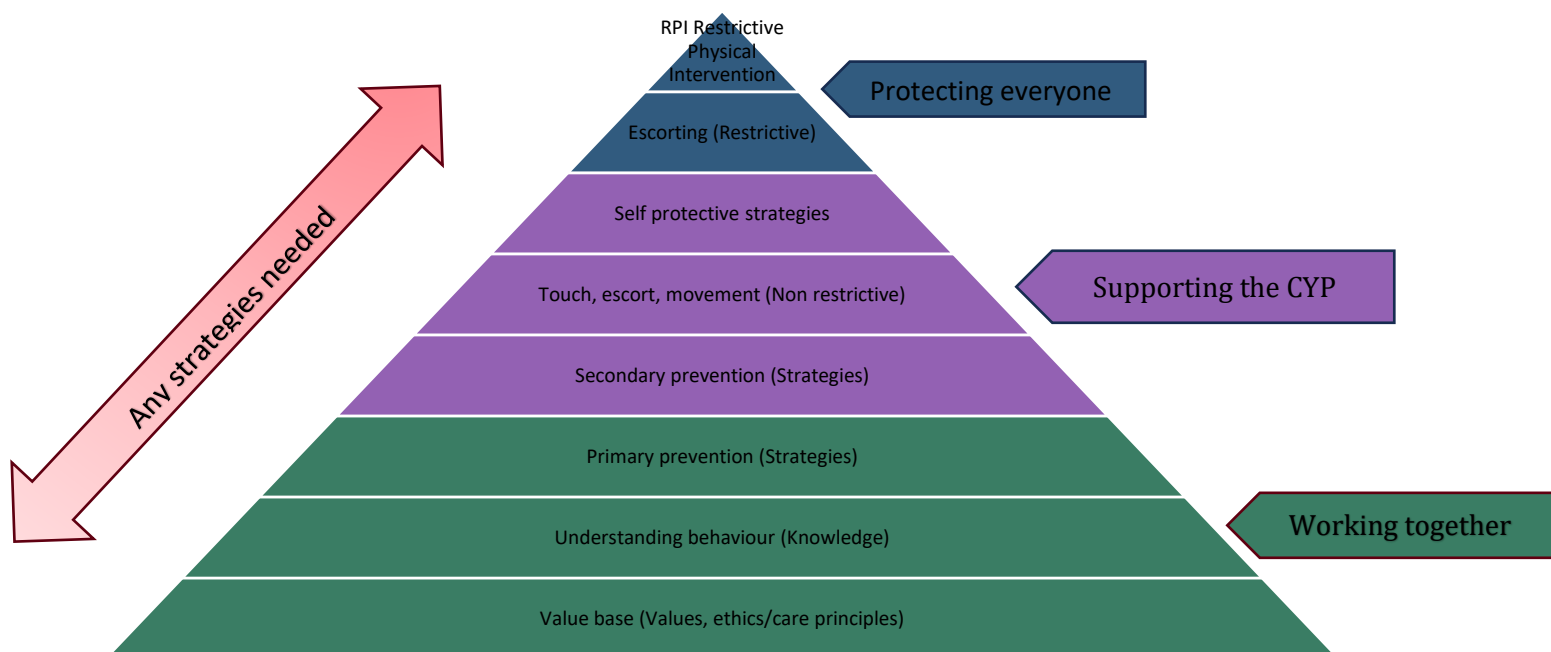 RPI Restrictive
Physical
Intervention
Protecting everyone
Escorting (Restrictive)
Self protective strategies
Any strategies needed
Touch, escort, movement (Non restrictive)
Supporting the CYP
Secondary prevention (Strategies)
Primary prevention (Strategies)
Understanding behaviour (Knowledge)
Working together
Value base (Values, ethics/care principles)